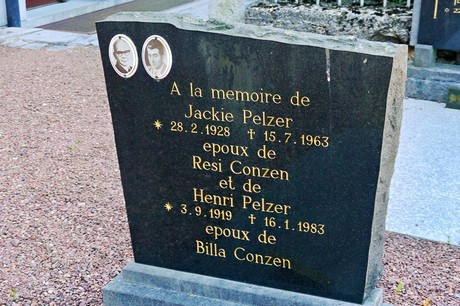 A la memoire de
Jackie Pelzer
* 28.2.1928 † 15.7.1963
epoux de
Resi Conzen
et de
Henri Pelzer
* 3.9.1919 † 16.1.1983
epoux de
Billa Conzen